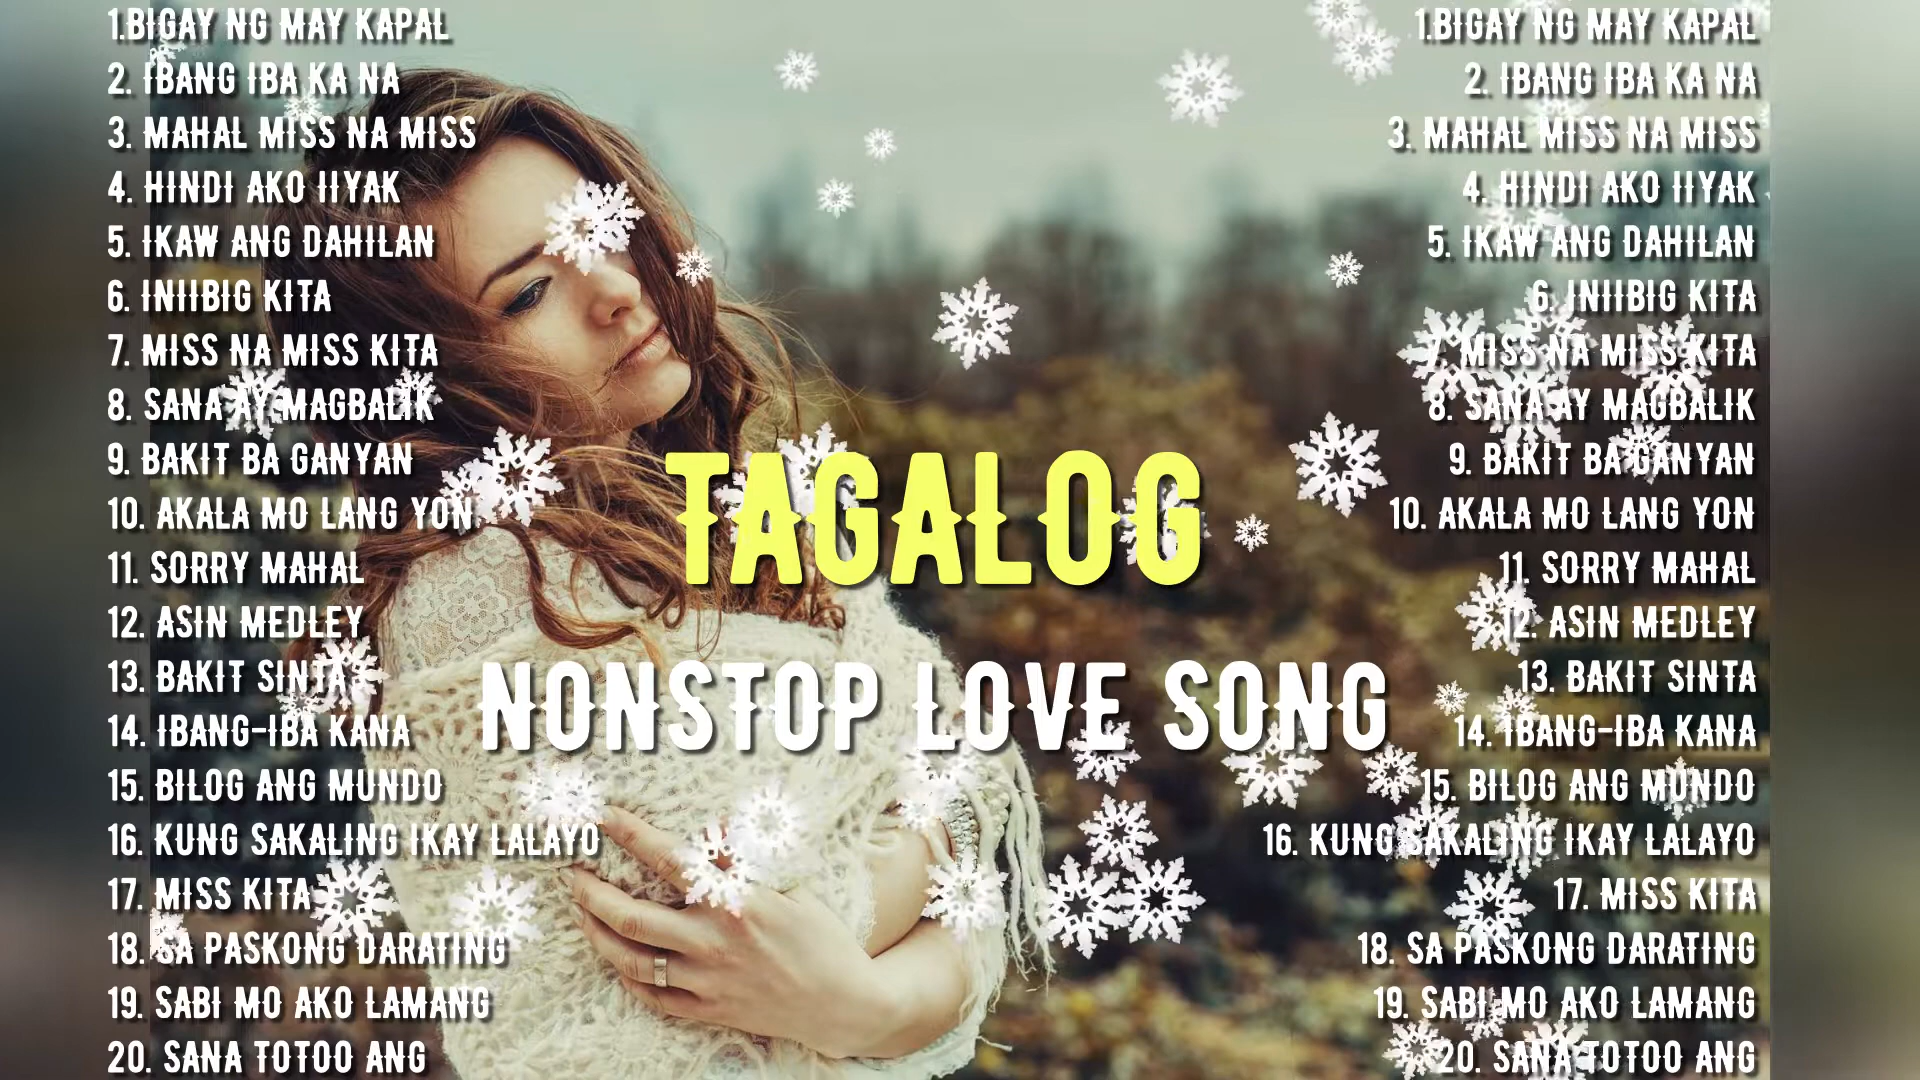 1.BIGAY NG MAY KAPAL
2. IBANG IBA KA NA
3. MAHAL MISS NA MISS
4. HINDI AKO IIYAK
5. IKAW ANG DAHILAN
6. INIIBIG KITA
7. MISS NA MISS KITA
8. SANA AY MAGBALIK
9. BAKIT BA GANYAN
10. AKALA MO LANG YON
11. SORRY MAHAL
12. ASIN MEDLEY
13. BAKIT SINTA
14. IBANG-IBA KANA
15. BILOG ANG MUNDO
16. KUNG SAKALING IKAY LALAYO
17. MISS KITA
18. SA PASKONG DARATING
19. SABI MO AKO LAMANG
20. SANA TOTOO ANG
TAGALOG
NONSTOP LOVE SONG
1.BIGAY NG MAY KAPAL
2. IBANG IBA KA NA
3. MAHAL MISS NA MISS
4. HINDI AKO IIYAK
5. IKAW ANG DAHILAN
6. INIIBIG KITA
7. MISS NA MISS KITA
8. SANA AY MAGBALIK
9. BAKIT BA GANYAN
10. AKALA MO LANG YON
11. SORRY MAHAL
12. ASIN MEDLEY
13. BAKIT SINTA
14. IBANG-IBA KANA
15. BILOG ANG MUNDO
16. KUNG SAKALING IKAY LALAYO
17. MISS KITA
18. SA PASKONG DARATING
19. SABI MO AKO LAMANG
20. SANA TOTOO ANG